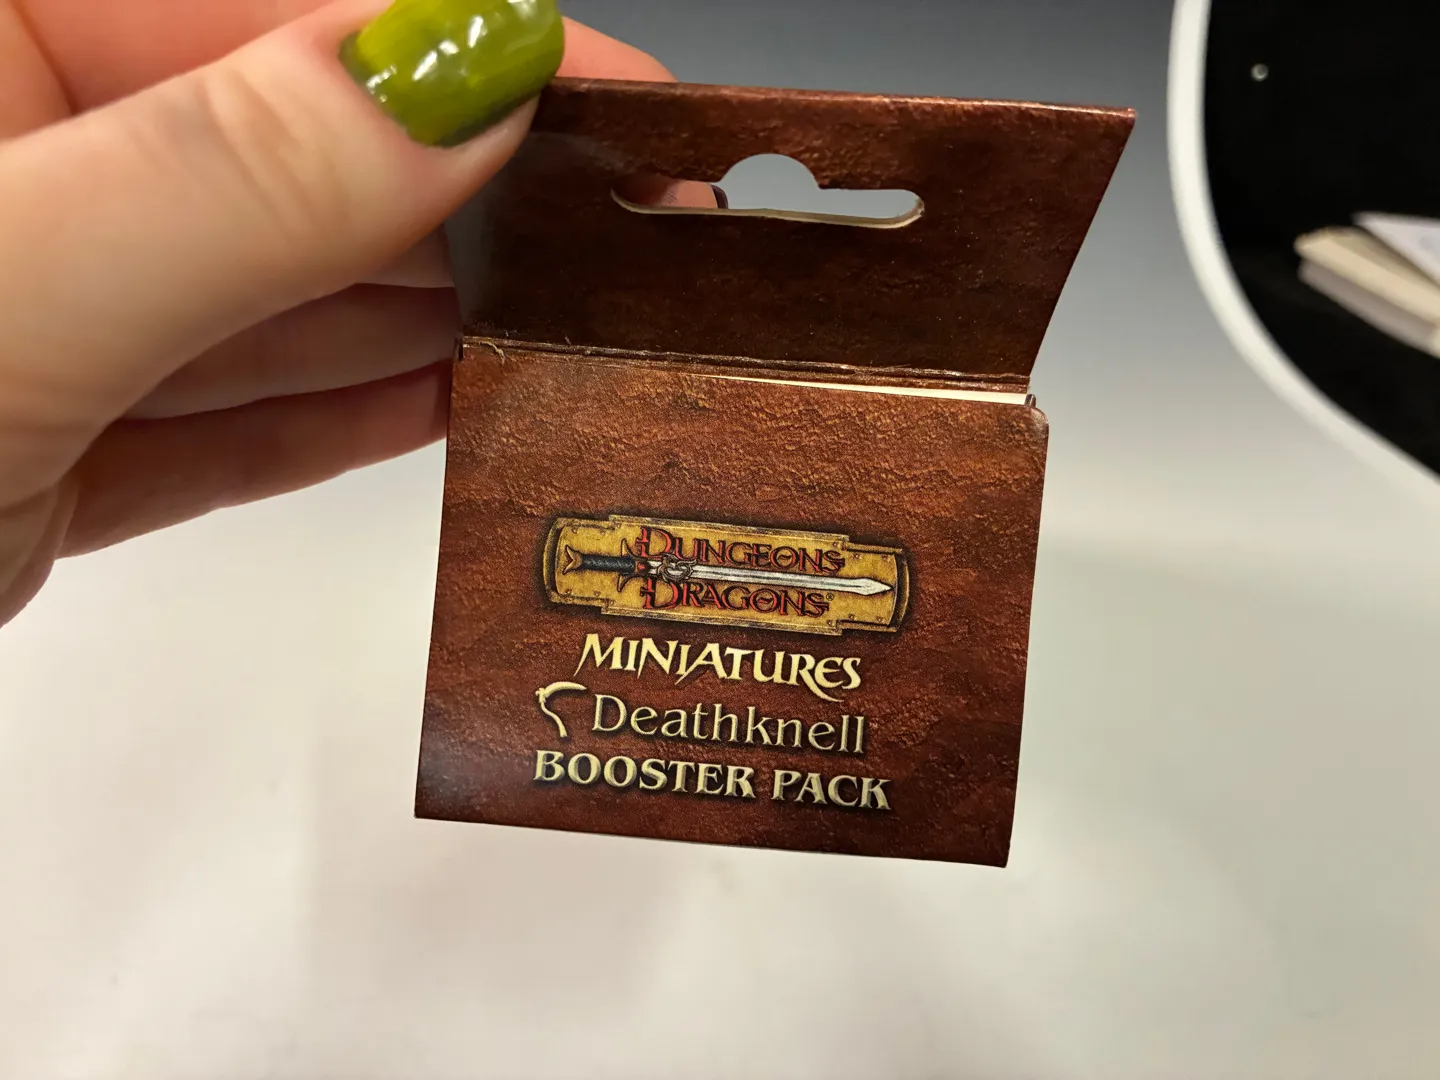 DUNGEONS
DRAGONS®
MINIATURES
Deathknell
BOOSTER PACK